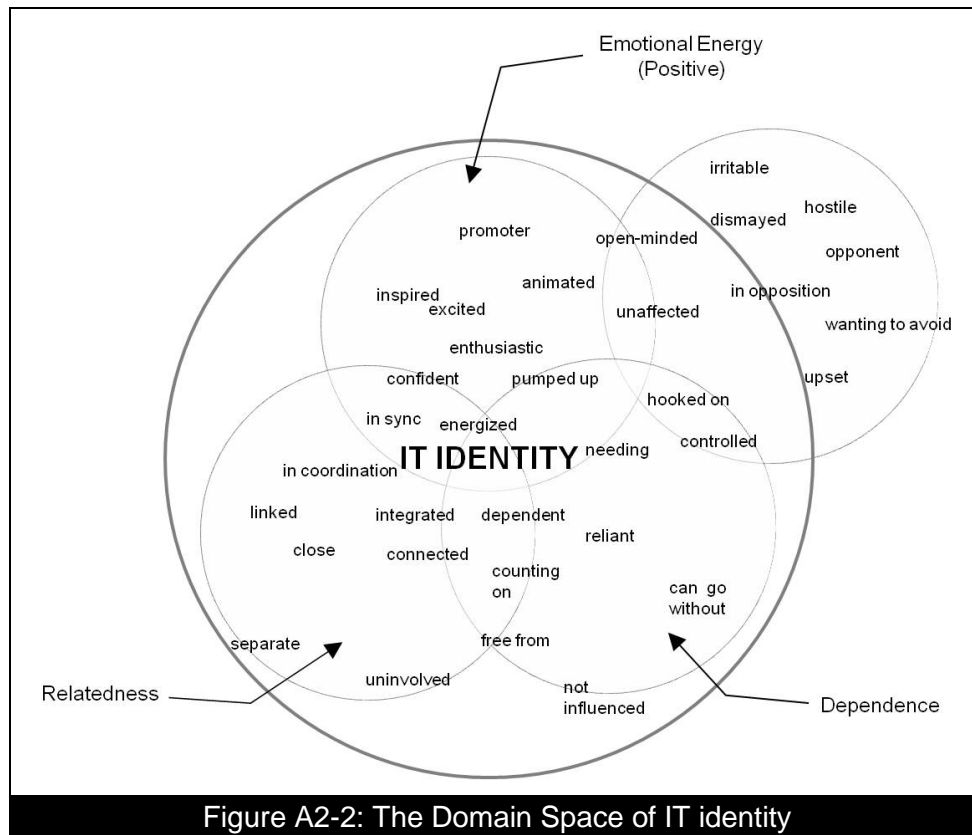 Emotional Energy
(Positive)
irritable
hostile
dismayed
promoter
open-minded
opponent
animated
in opposition
inspired
excited
unaffected
wanting to avoid
enthusiastic
confident
pumped up
upset
hooked on
in sync
energized
controlled
needing
IT IDENTITY
in coordination
linked
integrated
dependent
reliant
close
connected
counting
on
can go
without
separate
free from
uninvolved
not
influenced
Relatedness
Dependence
Figure A2-2: The Domain Space of IT identity